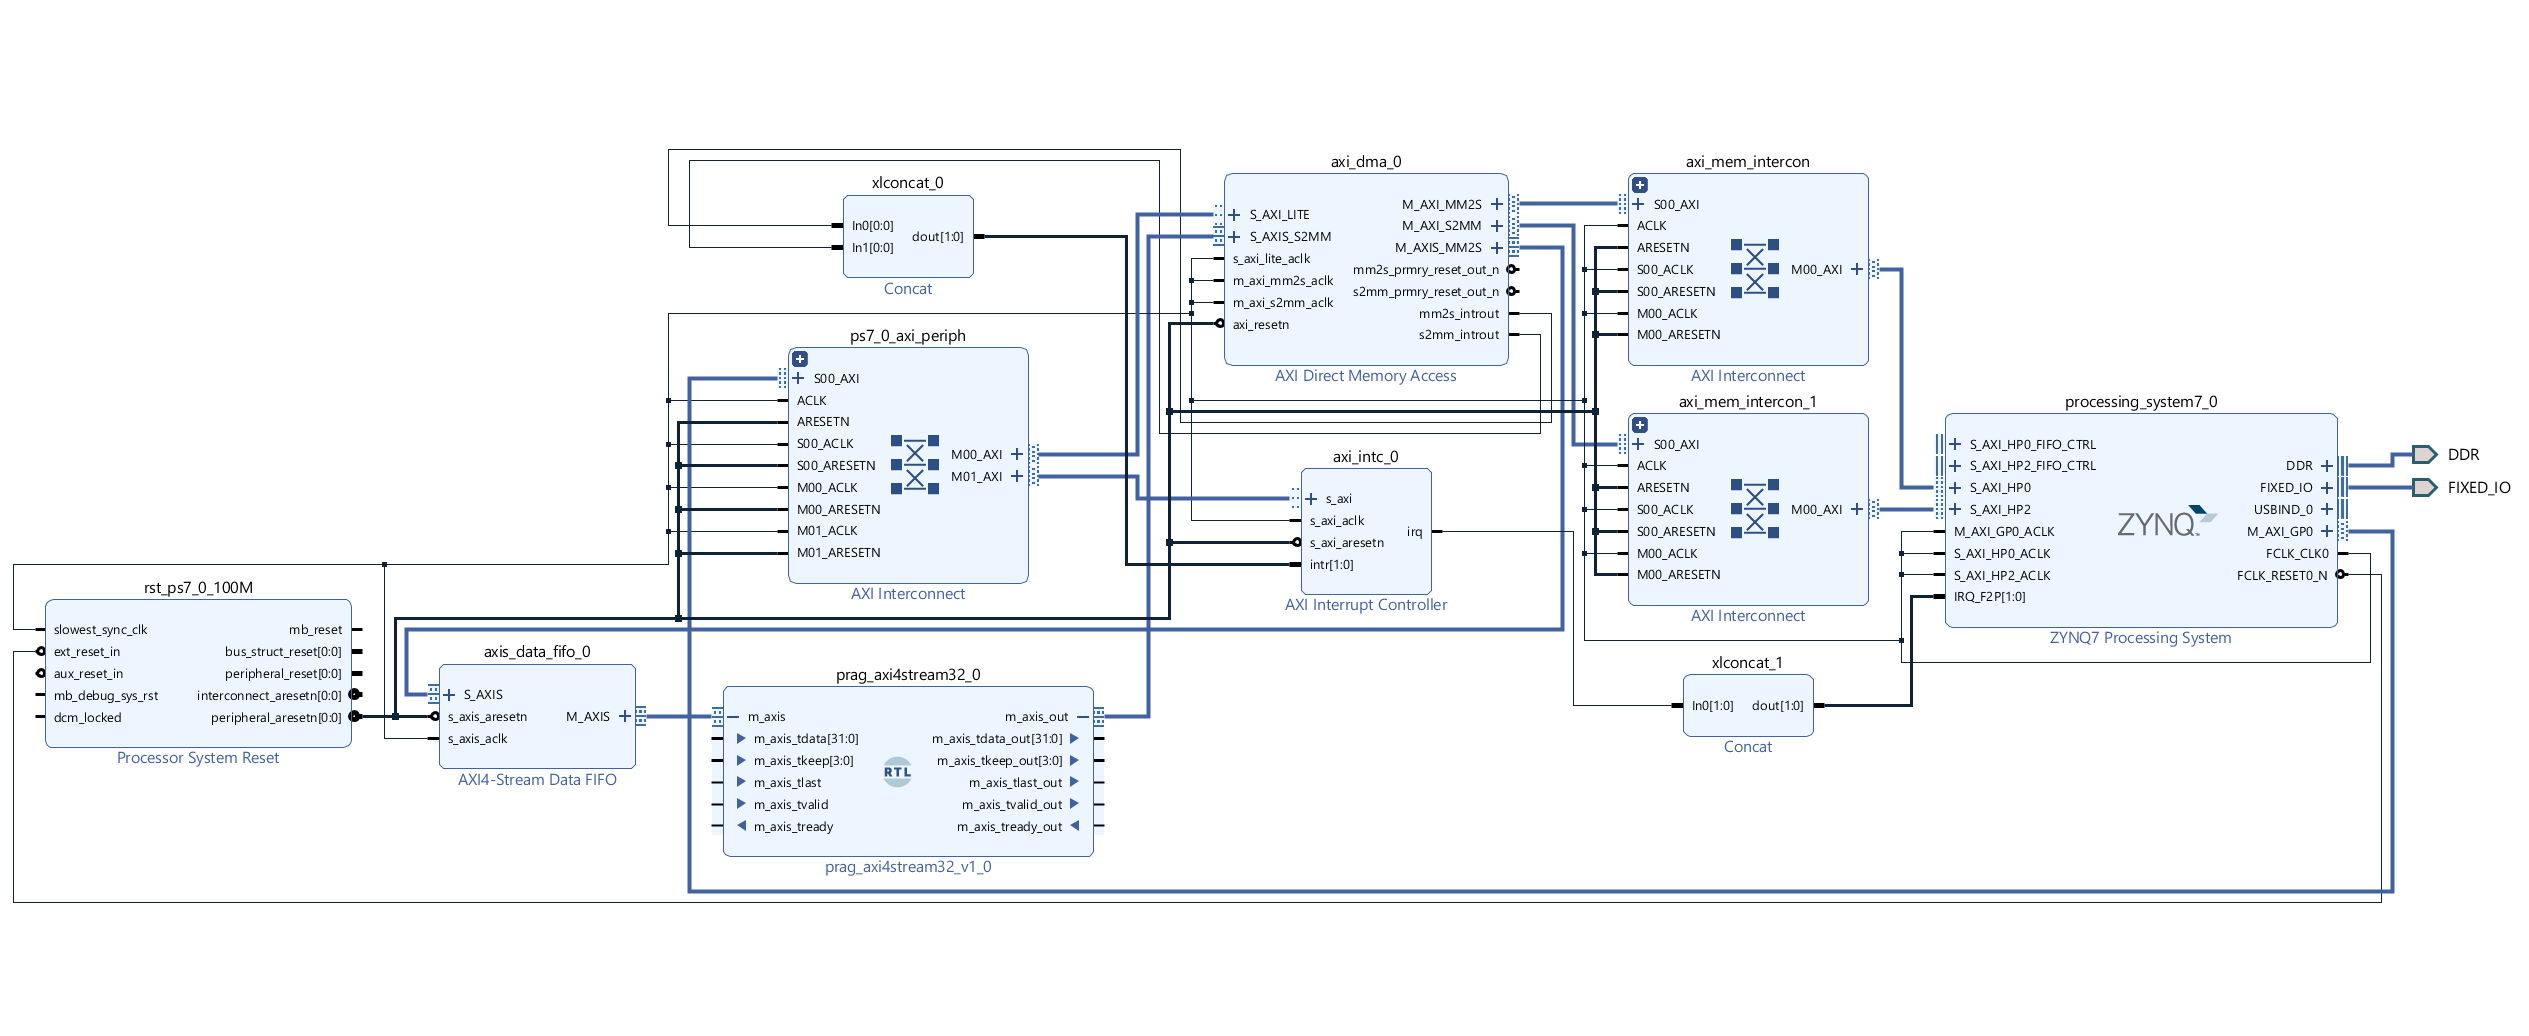 xlconcat_0
In0[0:0]
In1[0:0]
dout[1:0]
Concat
axi_dma_0
S_AXI_LITE
S_AXIS_S2MM
s_axi_lite_aclk
m_axi_mm2s_aclk
m_axi_s2mm_aclk
axi_resetn
M_AXI_MM2S
M_AXI_S2MM
M_AXIS_MM2S
mm2s_prmry_reset_out_n
s2mm_prmry_reset_out_n
mm2s_introut
s2mm_introut
AXI Direct Memory Access
axi_mem_intercon
S00_AXI
ACLK
ARESETN
S00_ACLK
S00_ARESETN
M00_ACLK
M00_ARESETN
M00_AXI
AXI Interconnect
ps7_0_axi_periph
S00_AXI
ACLK
ARESETN
S00_ACLK
S00_ARESETN
M00_ACLK
M00_ARESETN
M01_ACLK
M01_ARESETN
M00_AXI
M01_AXI
AXI Interconnect
axi_intc_0
s_axi
s_axi_aclk
s_axi_aresetn
intr[1:0]
irq
AXI Interrupt Controller
axi_mem_intercon_1
S00_AXI
ACLK
ARESETN
S00_ACLK
S00_ARESETN
M00_ACLK
M00_ARESETN
M00_AXI
AXI Interconnect
processing_system7_0
S_AXI_HP0_FIFO_CTRL
S_AXI_HP2_FIFO_CTRL
S_AXI_HP0
S_AXI_HP2
M_AXI_GP0_ACLK
S_AXI_HP0_ACLK
S_AXI_HP2_ACLK
IRQ_F2P[1:0]
ZYNQ
DDR
FIXED_IO
USBIND_0
M_AXI_GP0
FCLK_CLK0
FCLK_RESET0_N
ZYNQ7 Processing System
DDR
FIXED_IO
rst_ps7_0_100M
slowest_sync_clk
ext_reset_in
aux_reset_in
mb_debug_sys_rst
dcm_locked
mb_reset
bus_struct_reset[0:0]
peripheral_reset[0:0]
interconnect_aresetn[0:0]
peripheral_aresetn[0:0]
Processor System Reset
axis_data_fifo_0
S_AXIS
s_axis_aresetn
s_axis_aclk
M_AXIS
AXI4-Stream Data FIFO
prag_axi4stream32_0
m_axis
m_axis_tdata[31:0]
m_axis_tkeep[3:0]
m_axis_tlast
m_axis_tvalid
m_axis_tready
RTL
m_axis_out
m_axis_tdata_out[31:0]
m_axis_tkeep_out[3:0]
m_axis_tlast_out
m_axis_tvalid_out
m_axis_tready_out
prag_axi4stream32_v1_0
xlconcat_1
In0[1:0]
dout[1:0]
Concat